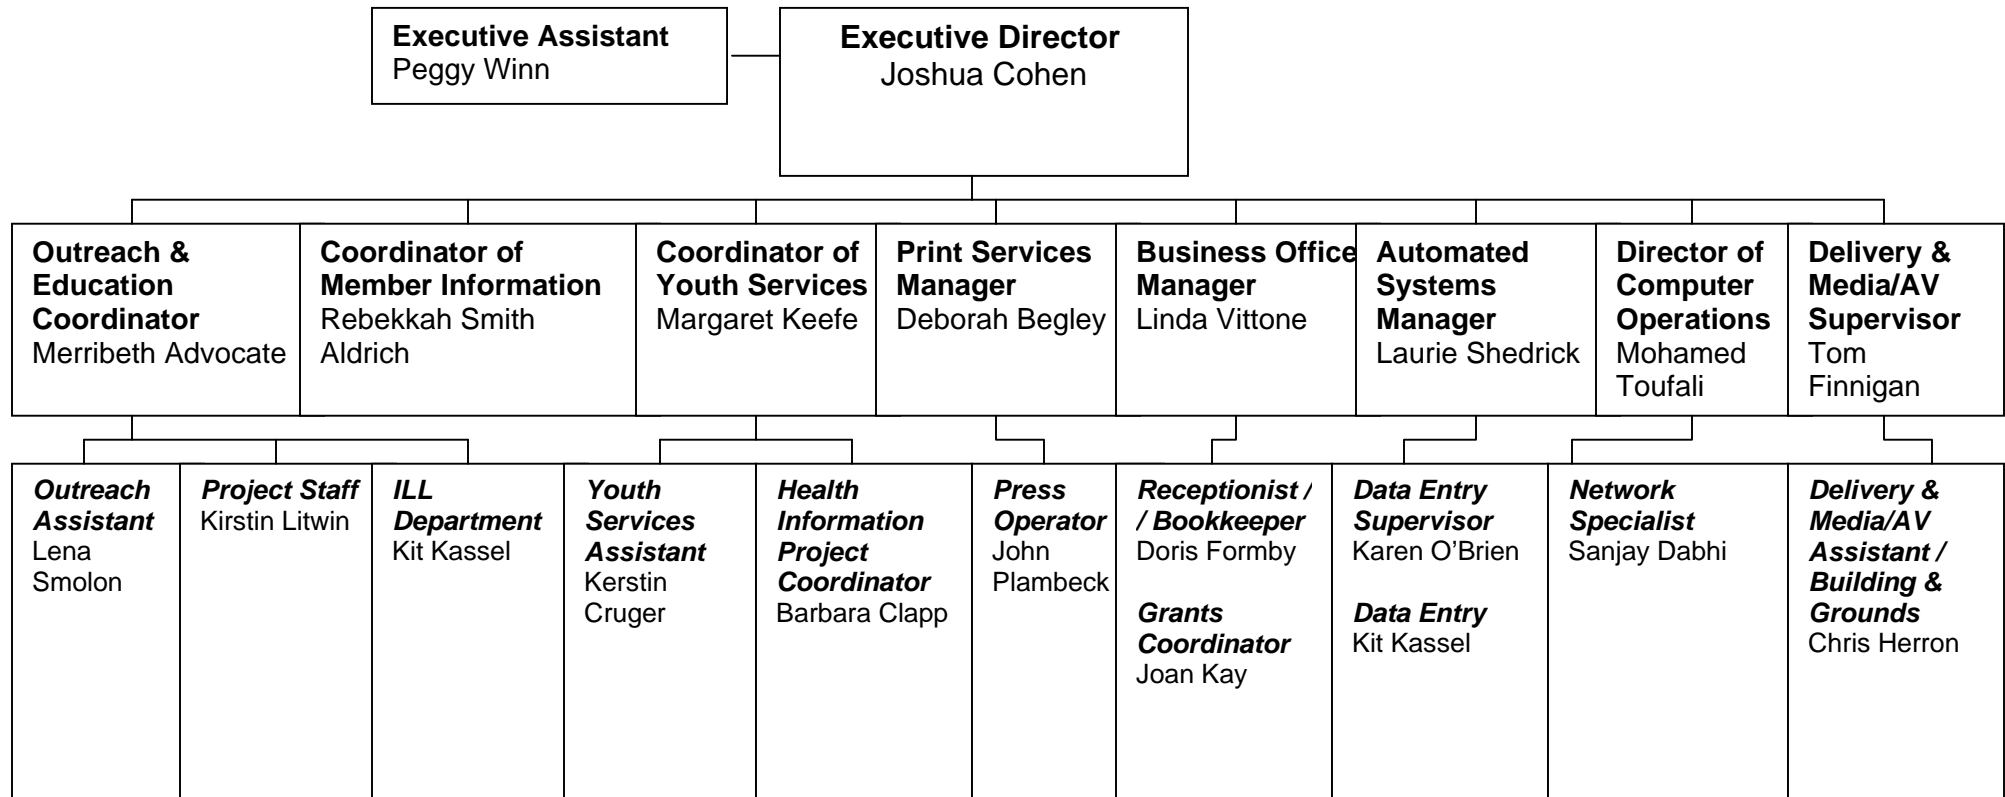 Executive Assistant
Peggy Winn
Executive Director
Joshua Cohen
Outreach &
Education
Coordinator
Merribeth Advocate
Coordinator of
Member Information
Rebekkah Smith
Aldrich
Coordinator of
Youth Services
Margaret Keefe
Print Services
Manager
Deborah Begley
Business Office
Manager
Linda Vittone
Automated
Systems
Manager
Laurie Shedrick
Director of
Computer
Operations
Mohamed
Toufali
Delivery &
Media/AV
Supervisor
Tom
Finnigan
Outreach
Assistant
Lena
Smolon
Project Staff
Kirstin Litwin
ILL
Department
Kit Kassel
Youth
Services
Assistant
Kerstin
Cruger
Health
Information
Project
Coordinator
Barbara Clapp
Press
Operator
John
Plambeck
Receptionist /
/ Bookkeeper
Doris Formby
Grants
Coordinator
Joan Kay
Data Entry
Supervisor
Karen O’Brien
Data Entry
Kit Kassel
Network
Specialist
Sanjay Dabhi
Delivery &
Media/AV
Assistant /
Building &
Grounds
Chris Herron